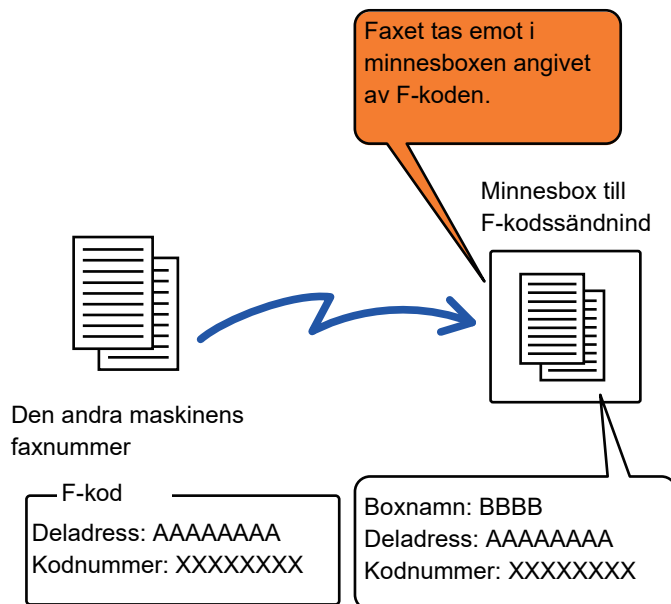 Faxet tas emot i
minnesboxen angivet
av F-koden.
Minnesbox till
F-kodssändnind
Den andra maskinens
faxnummer
F-kod
Deladress: AAAAAAAA
Kodnummer: XXXXXXXX
Boxnamn: BBBB
Deladress: AAAAAAAA
Kodnummer: XXXXXXXX